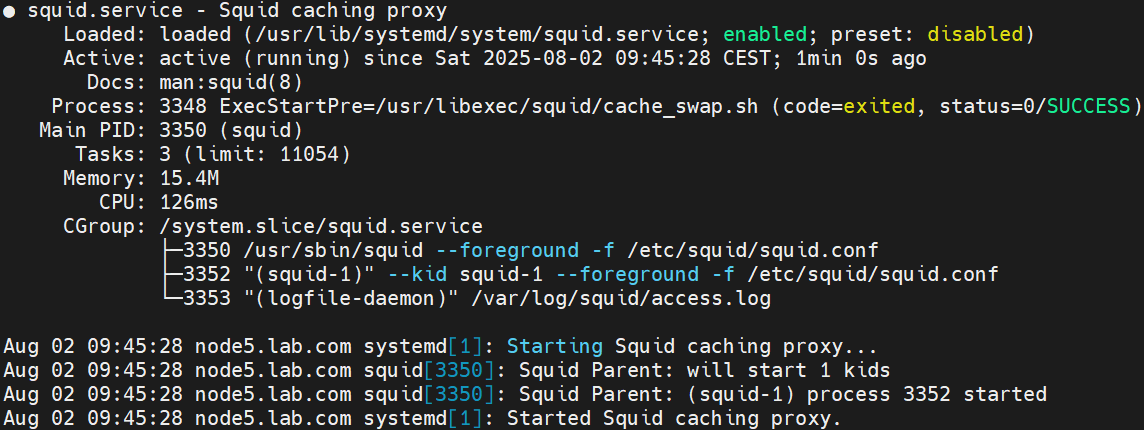 ● squid.service - Squid caching proxy
     Loaded: loaded (/usr/lib/systemd/system/squid.service; enabled; preset: disabled)
     Active: active (running) since Sat 2025-08-02 09:45:28 CEST; 1min 0s ago
       Docs: man:squid(8)
    Process: 3348 ExecStartPre=/usr/libexec/squid/cache_swap.sh (code=exited, status=0/SUCCESS)
   Main PID: 3350 (squid)
      Tasks: 3 (limit: 11054)
     Memory: 15.4M
        CPU: 126ms
     CGroup: /system.slice/squid.service
             ├─3350 /usr/sbin/squid --foreground -f /etc/squid/squid.conf
             ├─3352 "(squid-1)" --kid squid-1 --foreground -f /etc/squid/squid.conf
             └─3353 "(logfile-daemon)" /var/log/squid/access.log

Aug 02 09:45:28 node5.lab.com systemd[1]: Starting Squid caching proxy...
Aug 02 09:45:28 node5.lab.com squid[3350]: Squid Parent: will start 1 kids
Aug 02 09:45:28 node5.lab.com squid[3350]: Squid Parent: (squid-1) process 3352 started
Aug 02 09:45:28 node5.lab.com systemd[1]: Started Squid caching proxy.